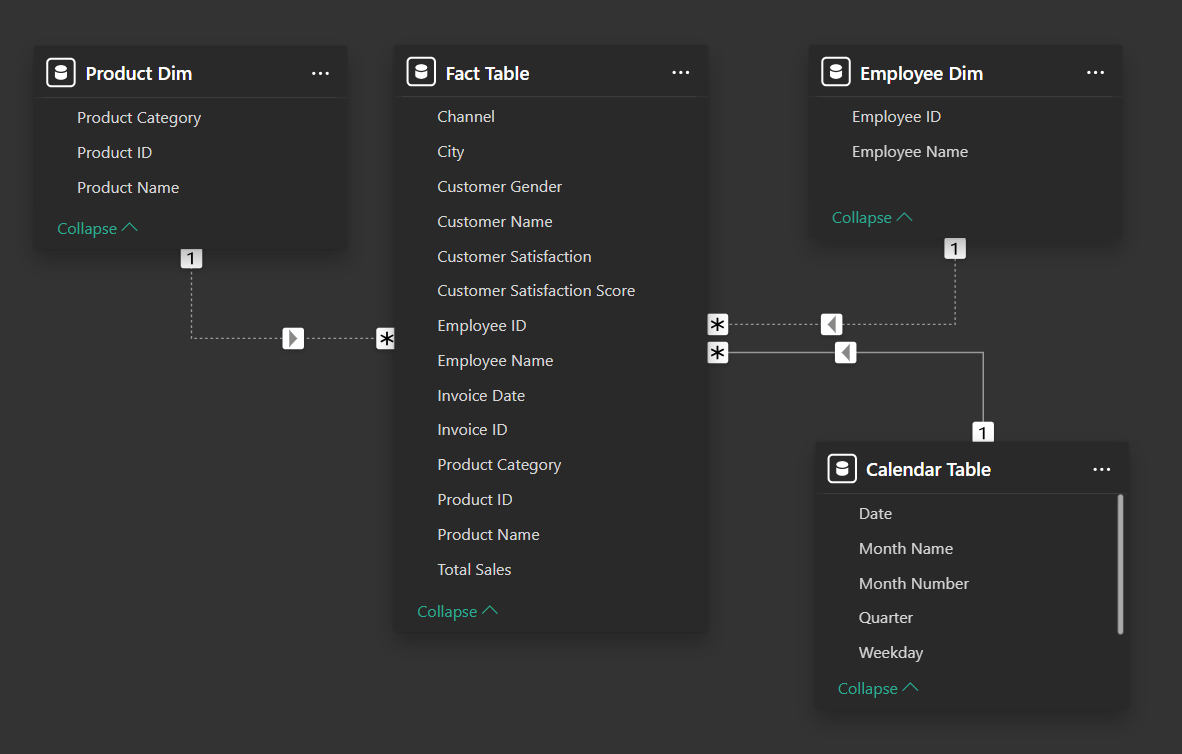 Product Dim
...
Product Category
Product ID
Product Name
Collapse
1
*
Fact Table
...
Channel
City
Customer Gender
Customer Name
Customer Satisfaction
Customer Satisfaction Score
Employee ID
Employee Name
Invoice Date
Invoice ID
Product Category
Product ID
Product Name
Total Sales
Collapse
Employee Dim
...
Employee ID
Employee Name
Collapse
1
*
*
1
Calendar Table
...
Date
Month Name
Month Number
Quarter
Weekday
Collapse